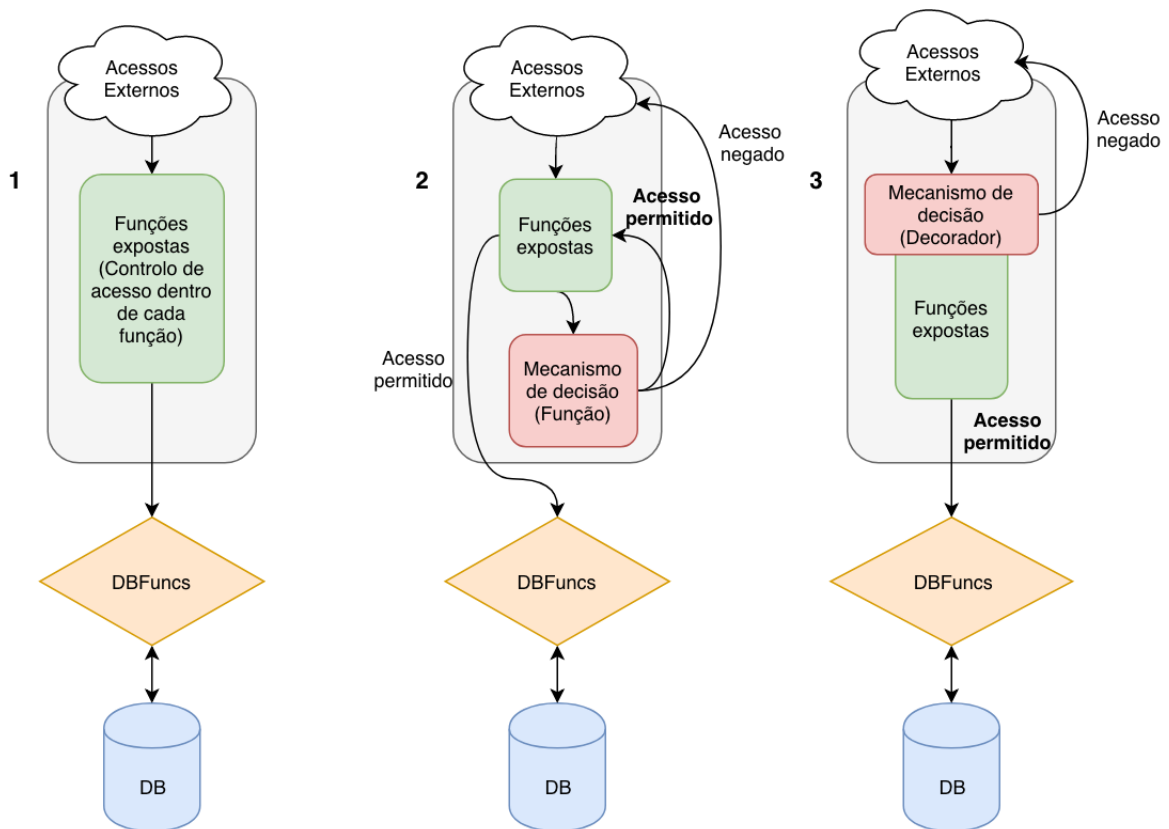 1
Acessos
Externos
Funções
expostas
(Controlo de
acesso dentro
de cada
função)
DBFuncs
DB
2
Acessos
Externos
Acesso
negado
Acesso
permitido
Funções
expostas
Acesso
permitido
Mecanismo
de decisão
(Função)
DBFuncs
DB
3
Acessos
Externos
Acesso
negado
Mecanismo de
decisão
(Decorador)
Funções
expostas
Acesso
permitido
DBFuncs
DB